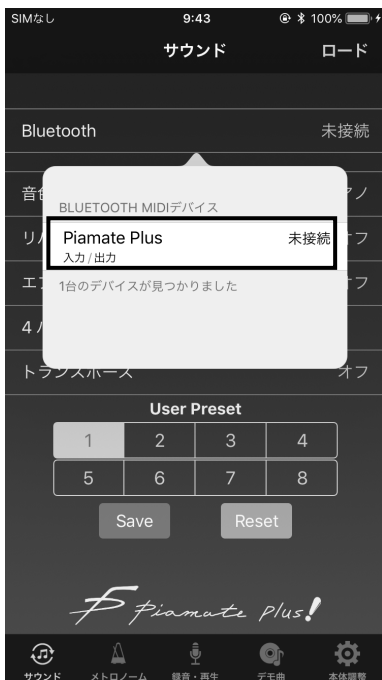 SIMなし 9:43 100%
サウンド ロード
Bluetooth 未接続
BLUETOOTH MIDIデバイス
Piamate Plus 未接続
入力 / 出力
1台のデバイスが見つかりました
トランスポーズ オフ
User Preset
1 2 3 4
5 6 7 8
Save Reset
Piamate Plus!
サウンド メトロノーム 録音・再生 デモ曲 本体調整